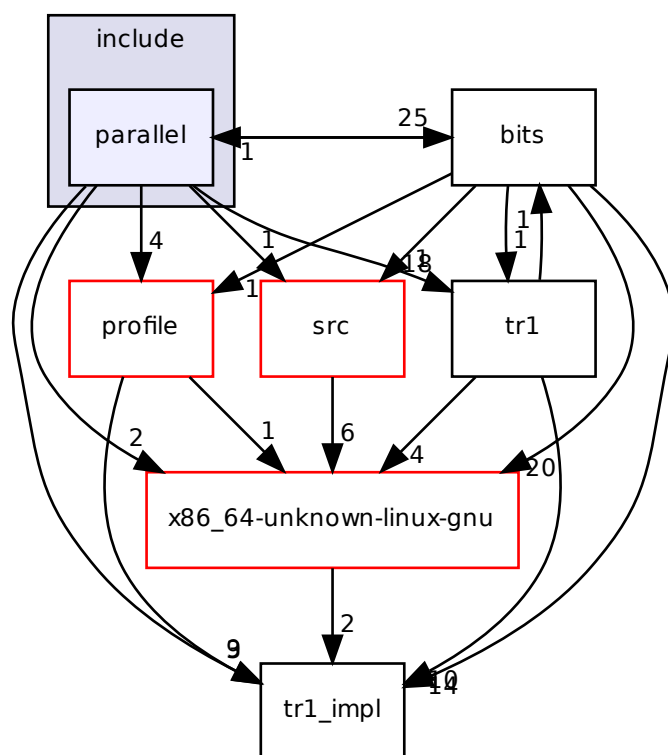 include
parallel
bits
25
1
4
1
1
18
1
1
1
profile
src
tr1
2
1
6
4
20
x86_64-unknown-linux-gnu
2
9
14
tr1_impl